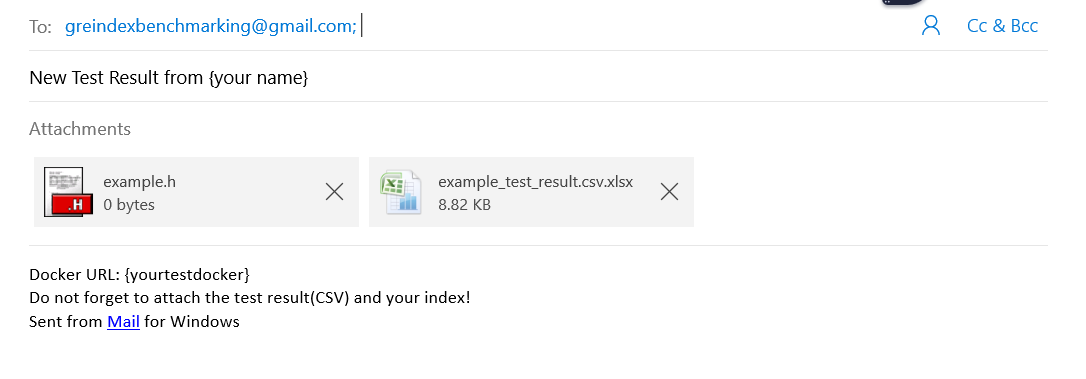 To: greindexbenchmarking@gmail.com; Cc & Bcc
New Test Result from {your name}
Attachments
example.h
0 bytes
example_test_result.csv.xlsx
8.82 KB
.H
Docker URL: {yourtestdocker}
Do not forget to attach the test result(CSV) and your index!
Sent from Mail for Windows